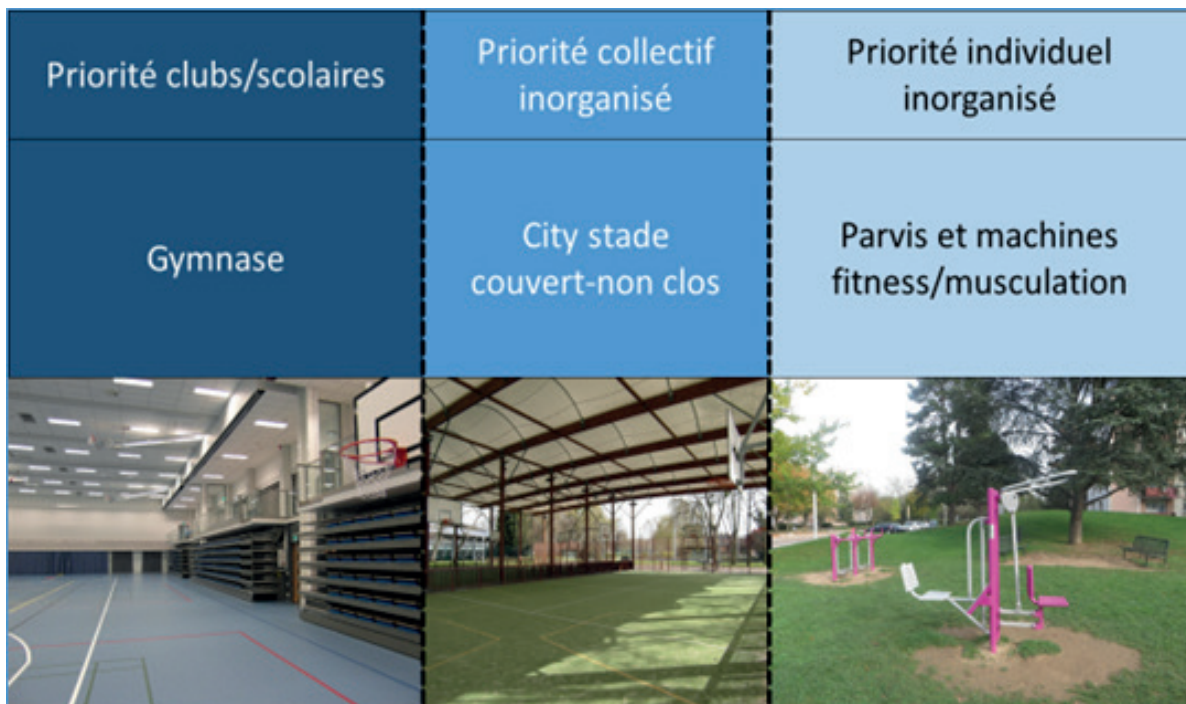 Priorité clubs/scolaires
Priorité collectif
inorganisé
Priorité individuel
inorganisé
Gymnase
City stade
couvert-non clos
Parvis et machines
fitness/musculation